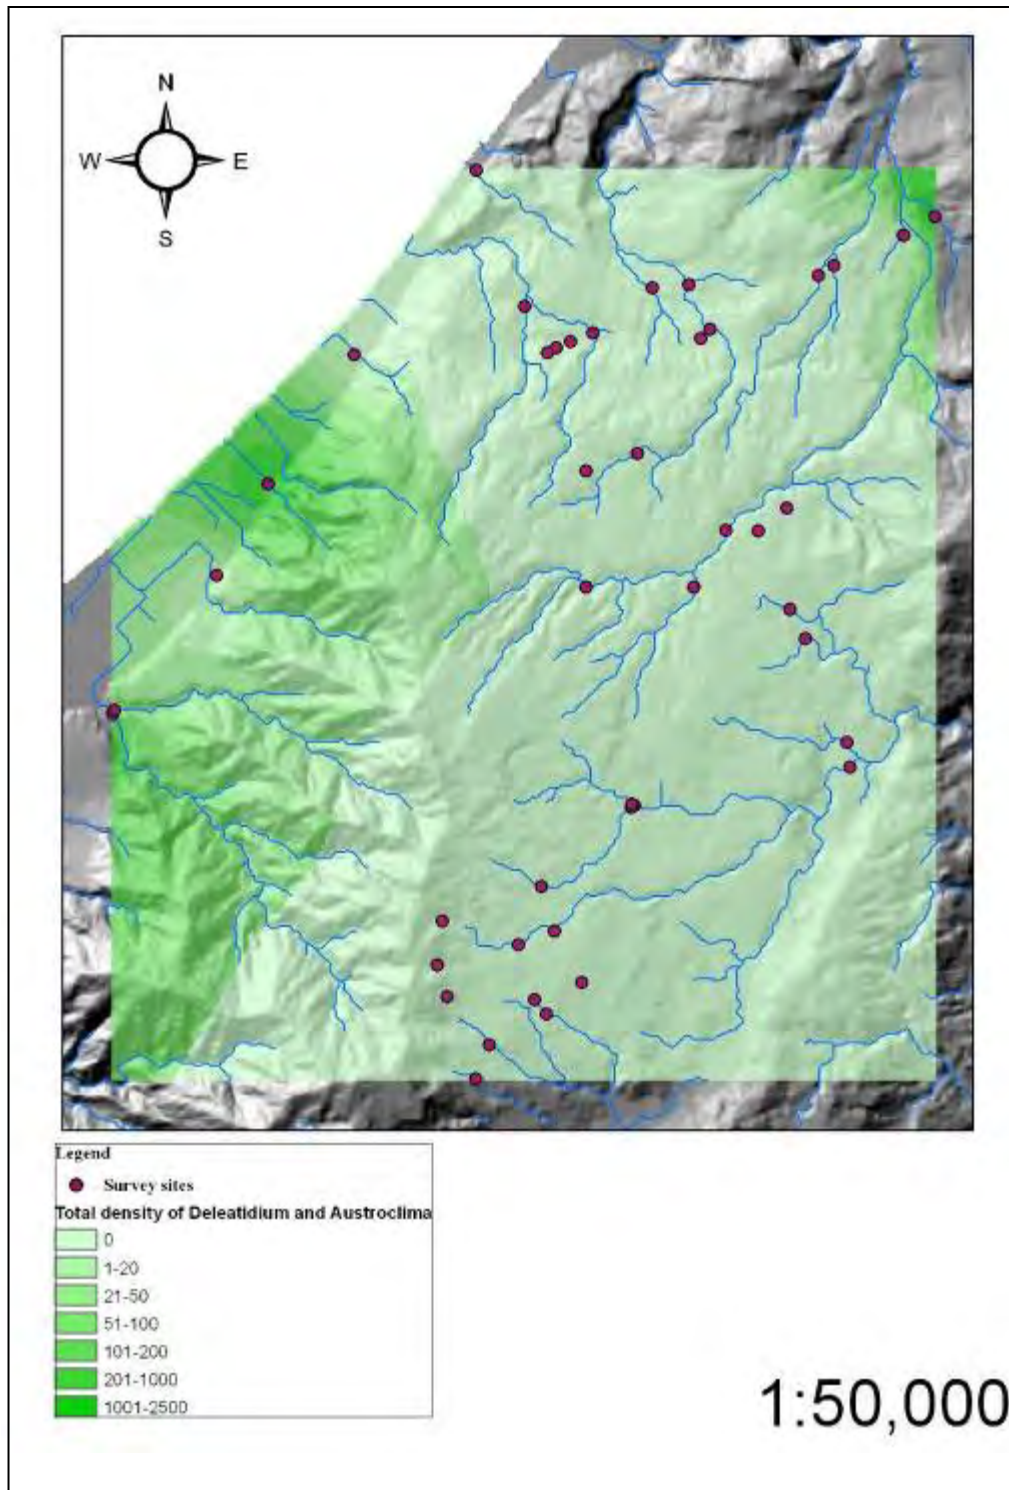 N
W E
S
Legend
Survey sites
Total density of Deleatidium and Austroclima
0
1-20
21-50
51-100
101-200
201-1000
1001-2500
1:50,000